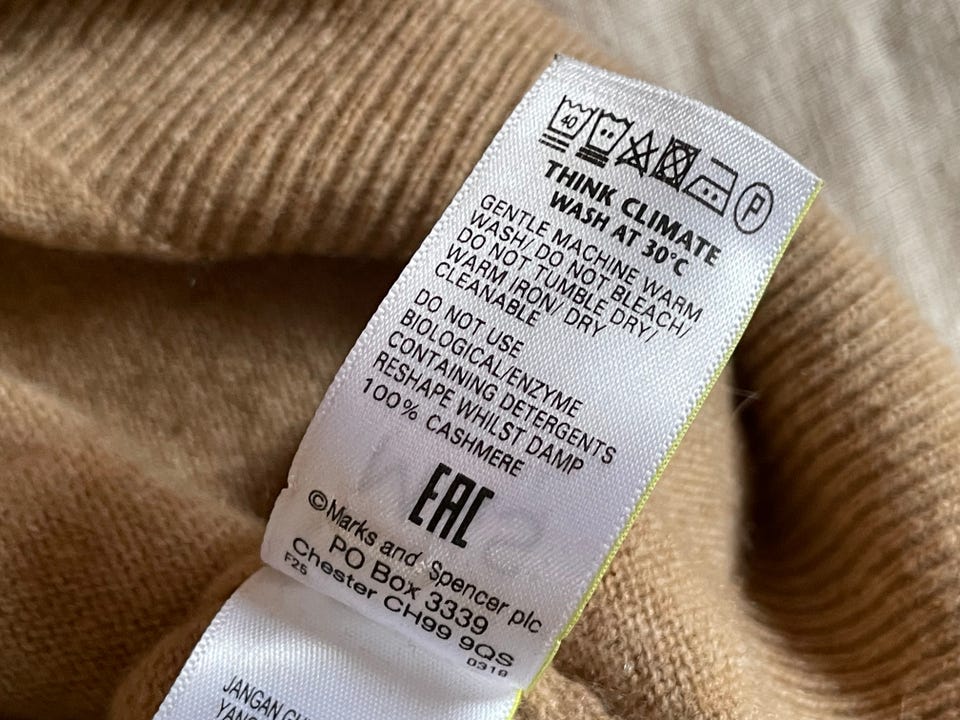 40
P
THINK CLIMATE
WASH AT 30°C
GENTLE MACHINE WARM
WASH/ DO NOT BLEACH/
DO NOT TUMBLE DRY/
WARM IRON/ DRY
CLEANABLE
DO NOT USE
BIOLOGICAL/ENZYME
CONTAINING DETERGENTS
RESHAPE WHILST DAMP
100% CASHMERE
EAC
©Marks and Spencer plc
PO Box 3339
Chester CH99 9QS
F25
JANGAN